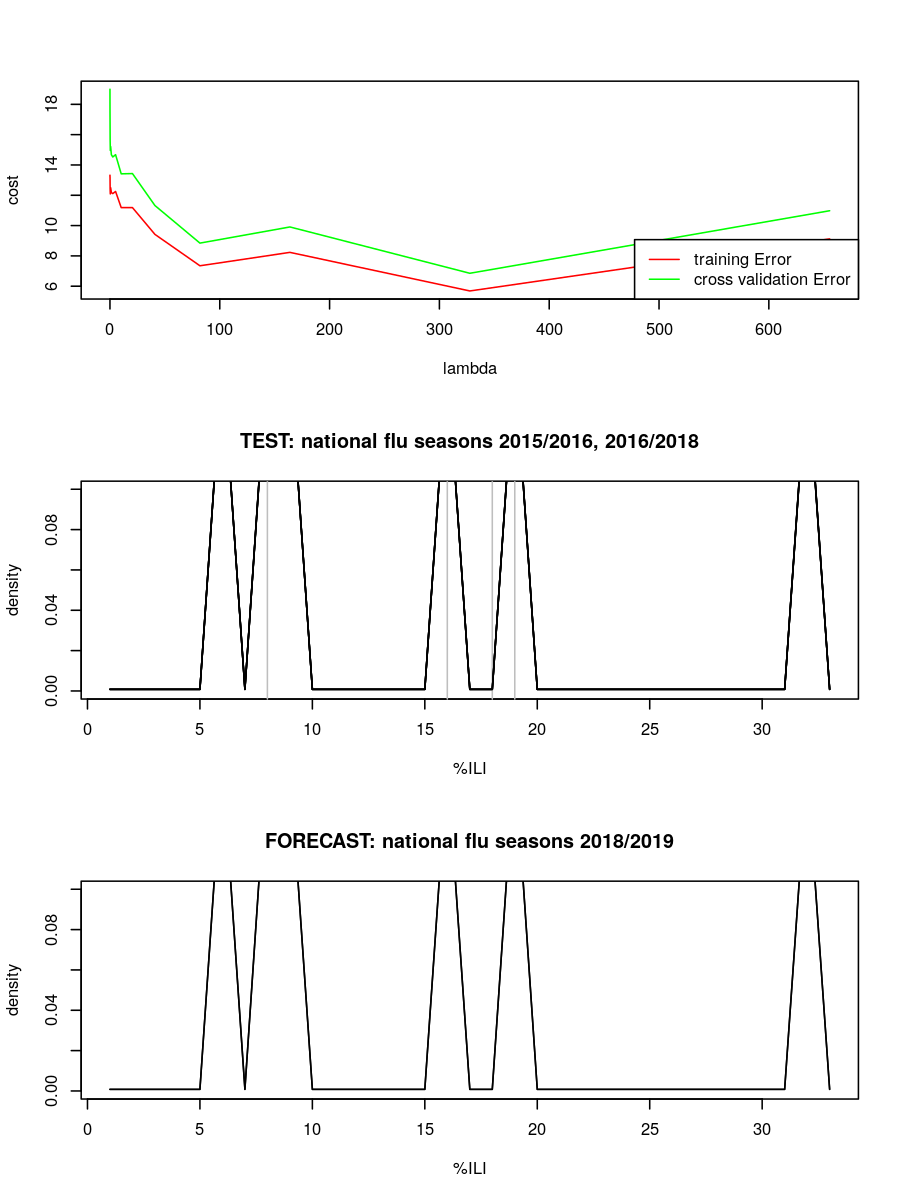 cost
18
14
10
8
6
training Error
cross validation Error
0 100 200 300 400 500 600
lambda
TEST: national flu seasons 2015/2016, 2016/2018
density
0.08
0.04
0.00
0 5 10 15 20 25 30
%ILI
FORECAST: national flu seasons 2018/2019
density
0.08
0.04
0.00
0 5 10 15 20 25 30
%ILI